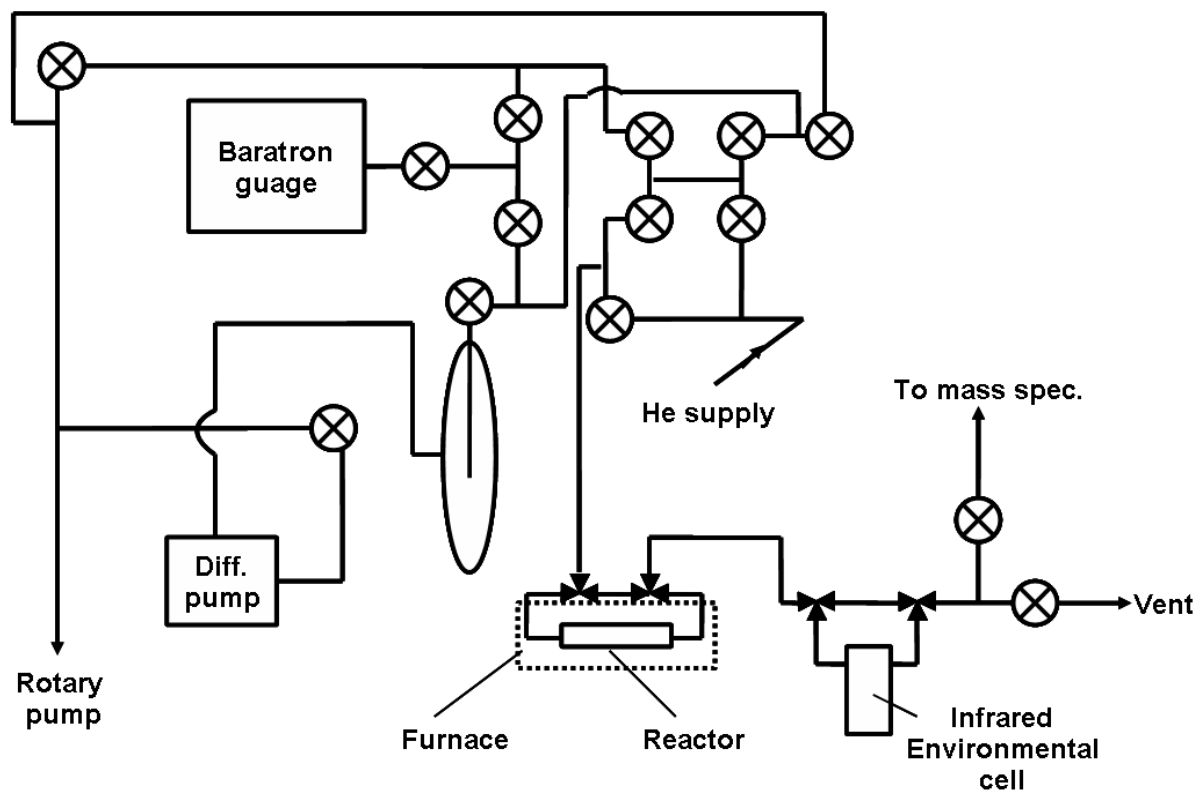 Baratron
guage
He supply
To mass spec.
Diff.
pump
Vent
Rotary
pump
Furnace
Reactor
Infrared
Environmental
cell